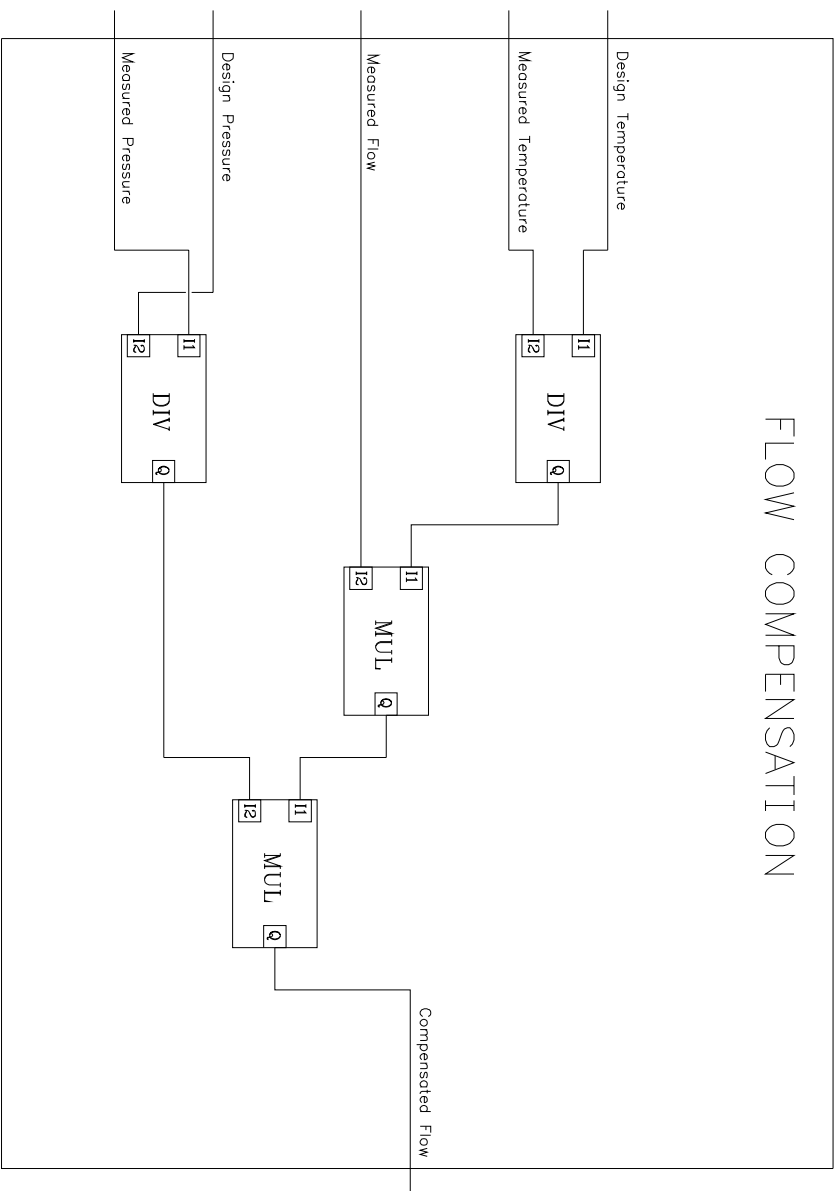 FLOW COMPENSATION
Design Temperature
Measured Temperature
I1
I2
DIV
Q
Measured Flow
I1
I2
MUL
Q
Design Pressure
Measured Pressure
I1
I2
DIV
Q
I1
I2
MUL
Q
Compensated Flow